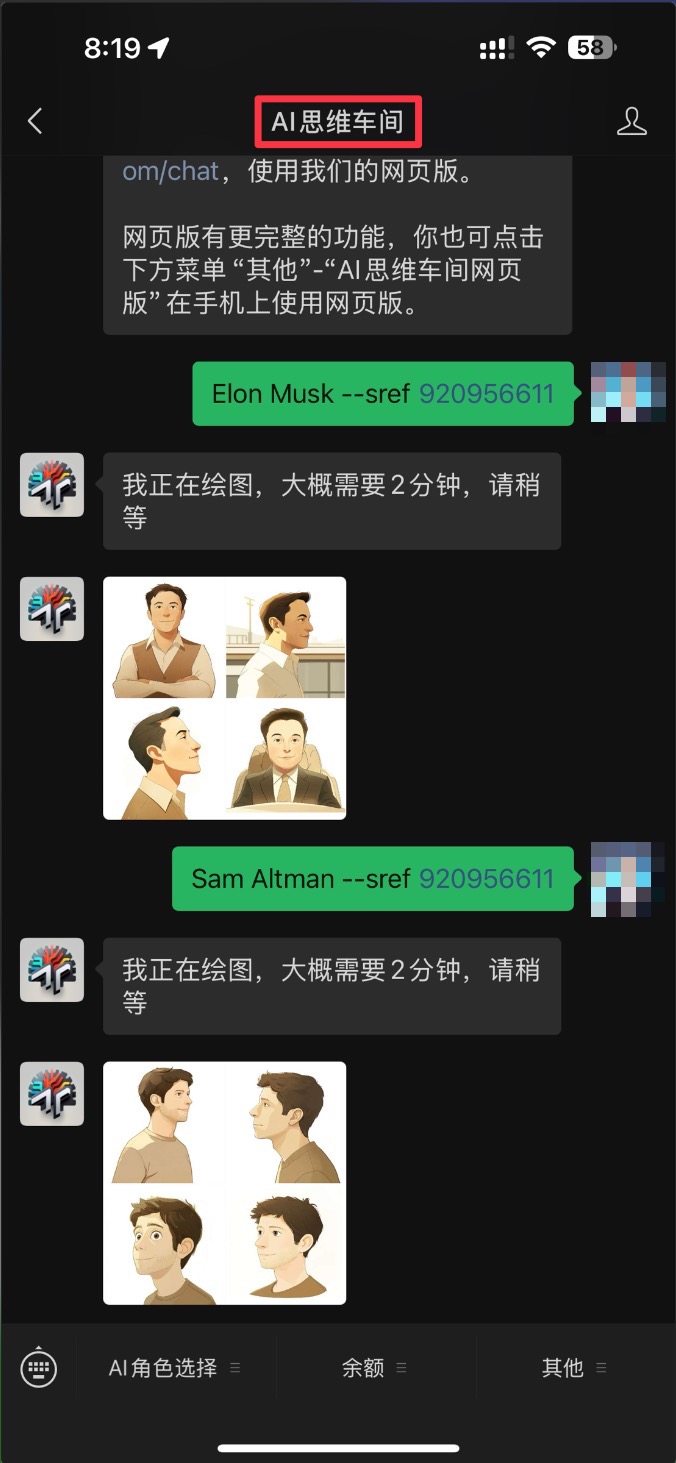 8:19
58
AI思维车间
om/chat，使用我们的网页版。
网页版有更完整的功能，你也可点击
下方菜单“其他”-“AI思维车间网页
版”在手机上使用网页版。
Elon Musk --sref 920956611
我正在绘图，大概需要2分钟，请稍
等
Sam Altman --sref 920956611
我正在绘图，大概需要2分钟，请稍
等
AI角色选择
余额
其他